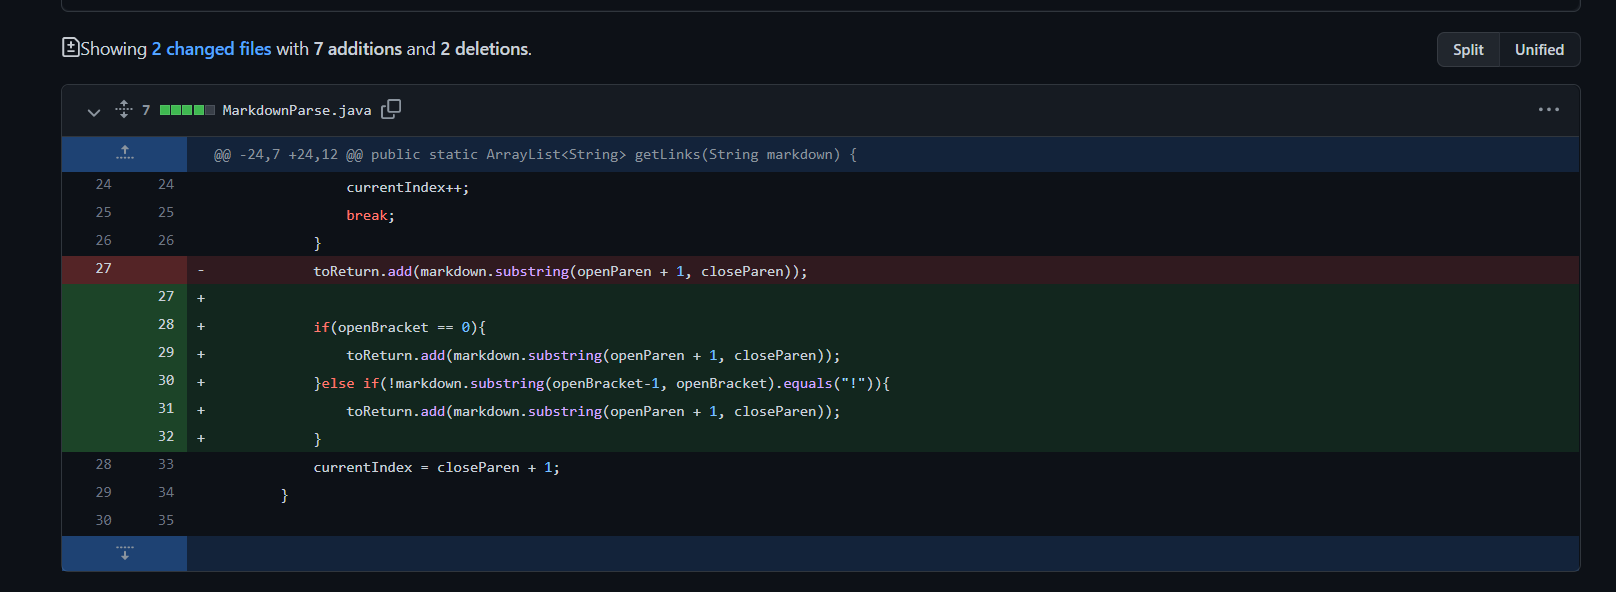 Showing 2 changed files with 7 additions and 2 deletions.
Split Unified
7 MarkdownParse.java
@@ -24,7 +24,12 @@ public static ArrayList<String> getLinks(String markdown) {
24 24 currentIndex++;
25 25 break;
26 26 }
27 - toReturn.add(markdown.substring(openParen + 1, closeParen));
27 +
28 + if(openBracket == 0){
29 + toReturn.add(markdown.substring(openParen + 1, closeParen));
30 + }else if(!markdown.substring(openBracket-1, openBracket).equals("!")){
31 + toReturn.add(markdown.substring(openParen + 1, closeParen));
32 + }
28 33 currentIndex = closeParen + 1;
29 34 }
30 35